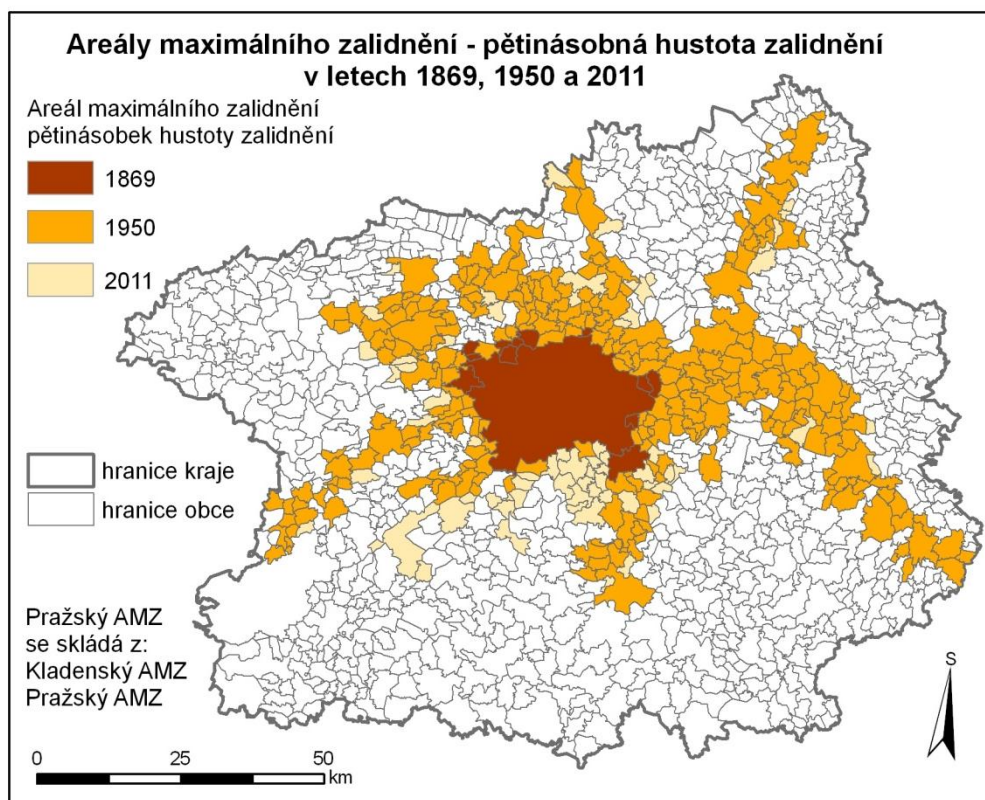 Areály maximálního zalidnění - pětinásobná hustota zalidnění
v letech 1869, 1950 a 2011
Areál maximálního zalidnění
pětinásobek hustoty zalidnění
1869
1950
2011
hranice kraje
hranice obce
Pražský AMZ
se skládá z:
Kladenský AMZ
Pražský AMZ
S
0 25 50
km